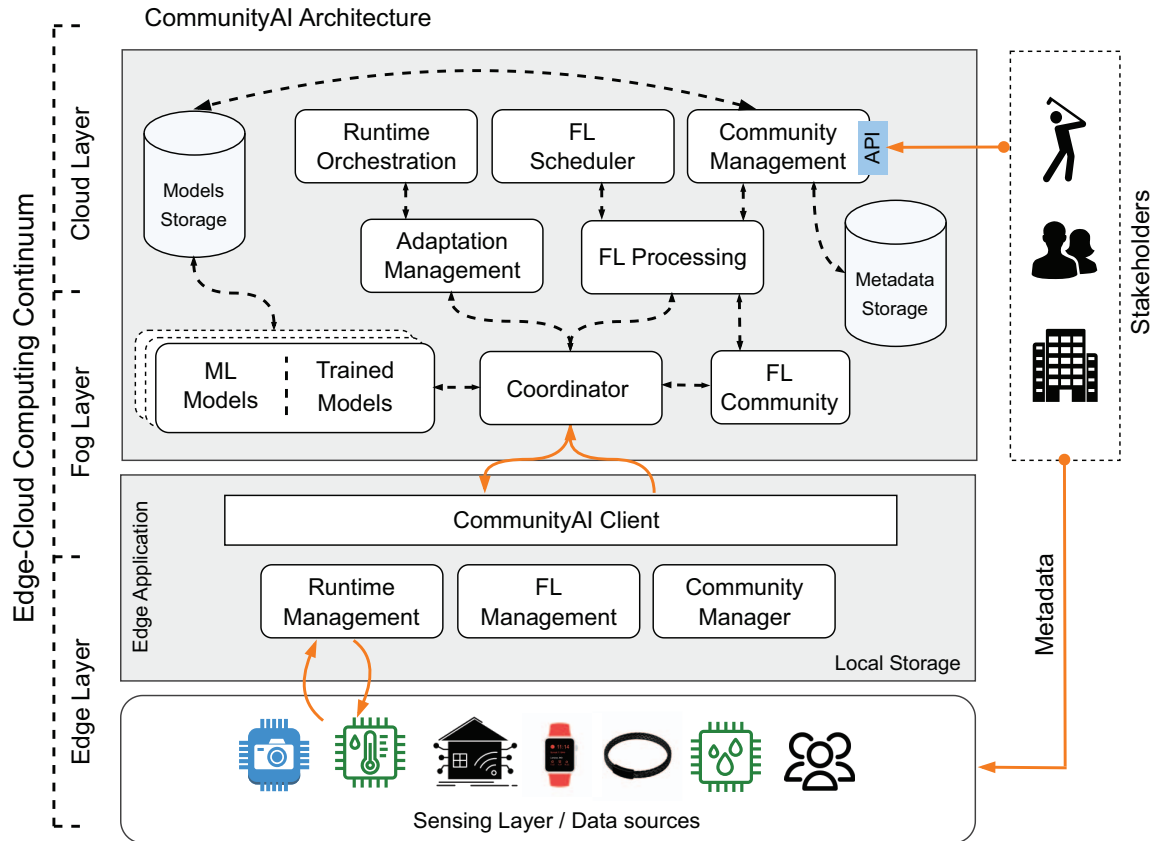 CommunityAI Architecture
Edge-Cloud Computing Continuum
Cloud Layer
Fog Layer
Edge Layer
Models
Storage
Runtime
Orchestration
FL
Scheduler
Community
Management
API
Adaptation
Management
FL Processing
Metadata
Storage
ML
Models
Trained
Models
Coordinator
FL
Community
Stakeholders
Metadata
Edge Application
CommunityAI Client
Runtime
Management
FL
Management
Community
Manager
Local Storage
Sensing Layer / Data sources